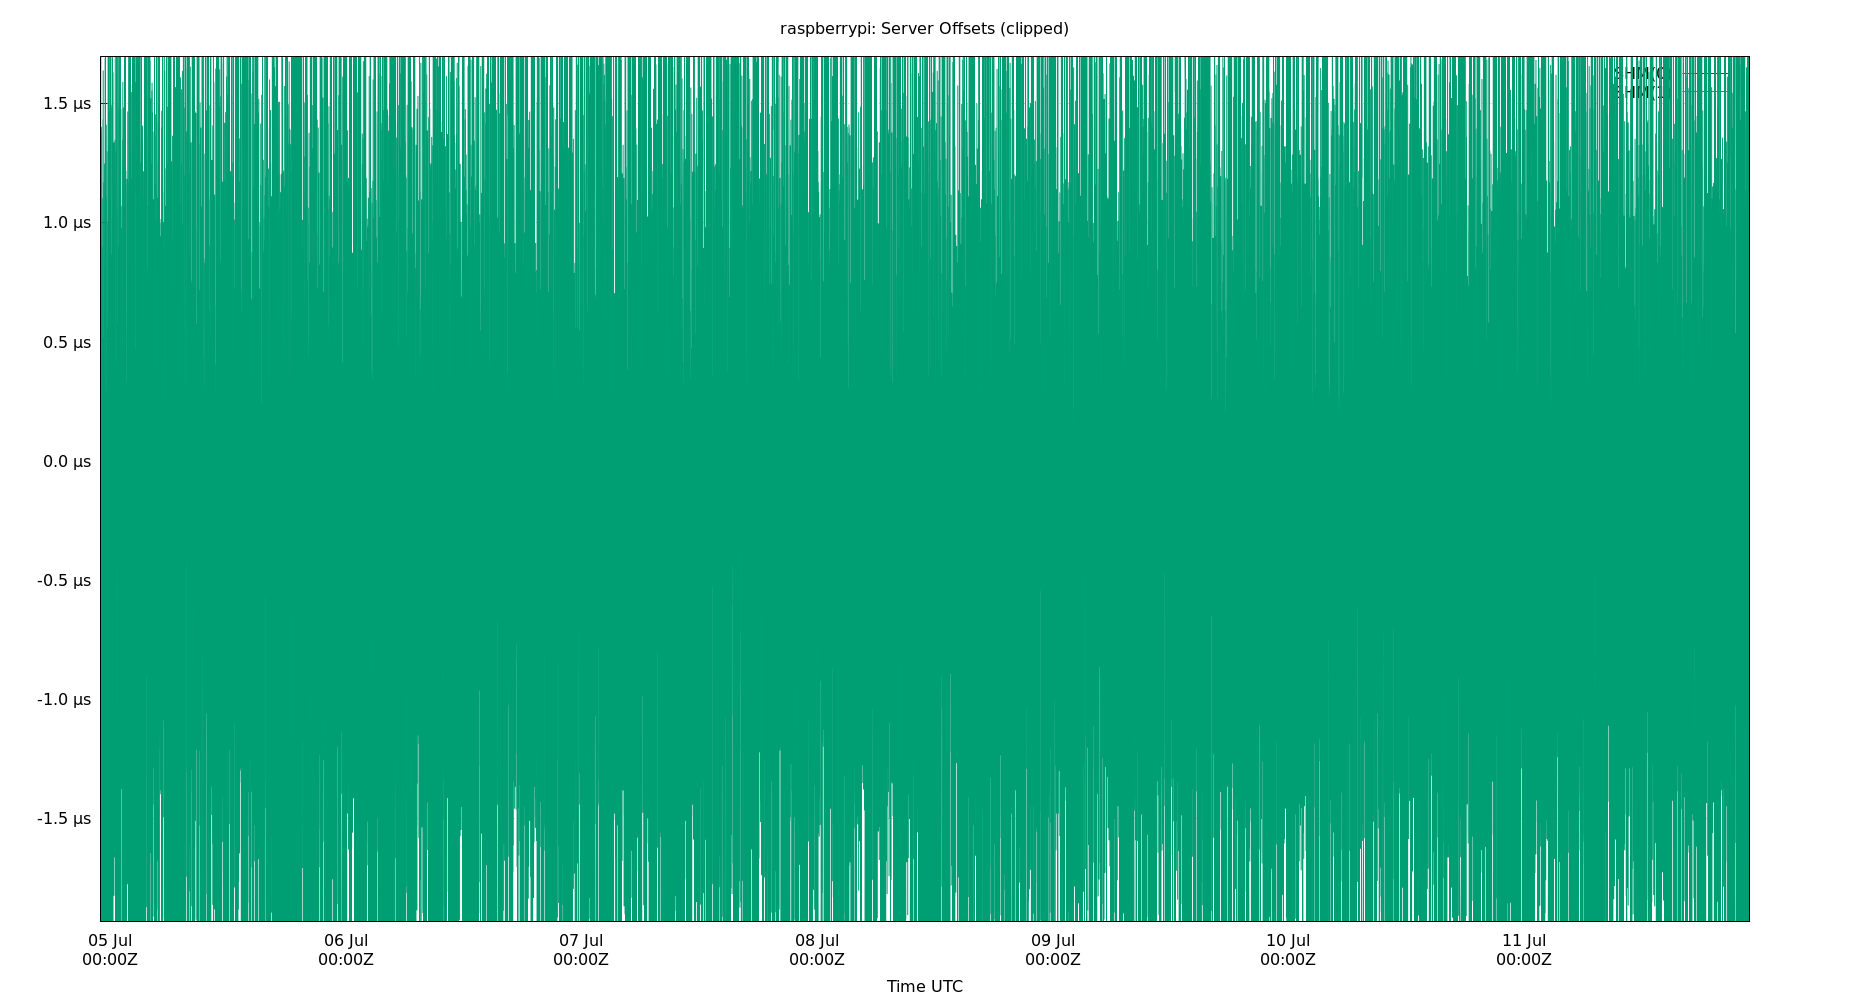 raspberrypi: Server Offsets (clipped)
1.5 µs
1.0 µs
0.5 µs
0.0 µs
-0.5 µs
-1.0 µs
-1.5 µs
05 Jul 06 Jul 07 Jul 08 Jul 09 Jul 10 Jul 11 Jul
00:00Z 00:00Z 00:00Z 00:00Z 00:00Z 00:00Z 00:00Z
Time UTC